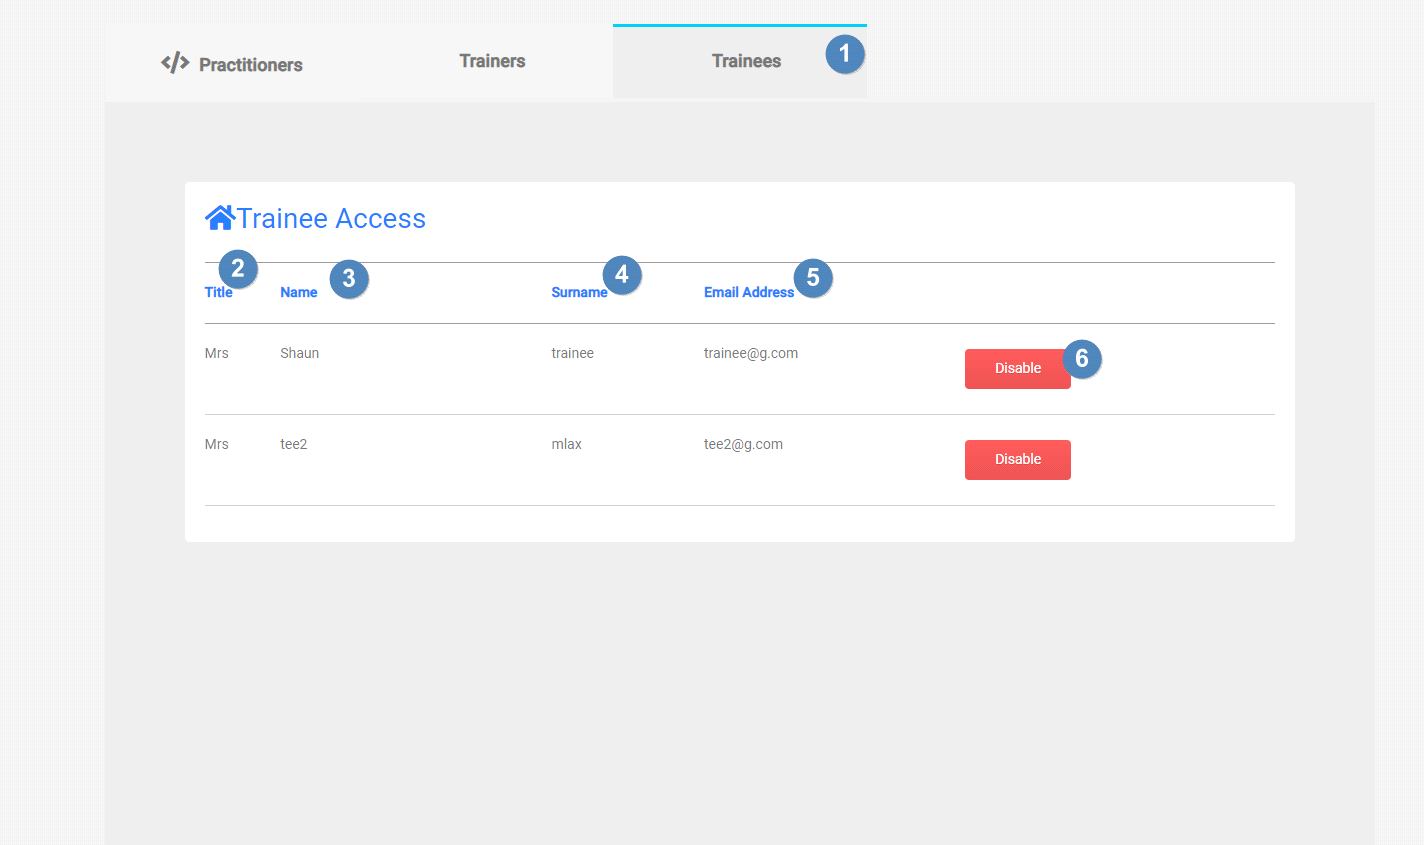 Practitioners Trainers Trainees 1
Trainee Access
2 3 4 5
Title Name Surname Email Address
Mrs Shaun trainee trainee@g.com Disable 6
Mrs tee2 mlax tee2@g.com Disable